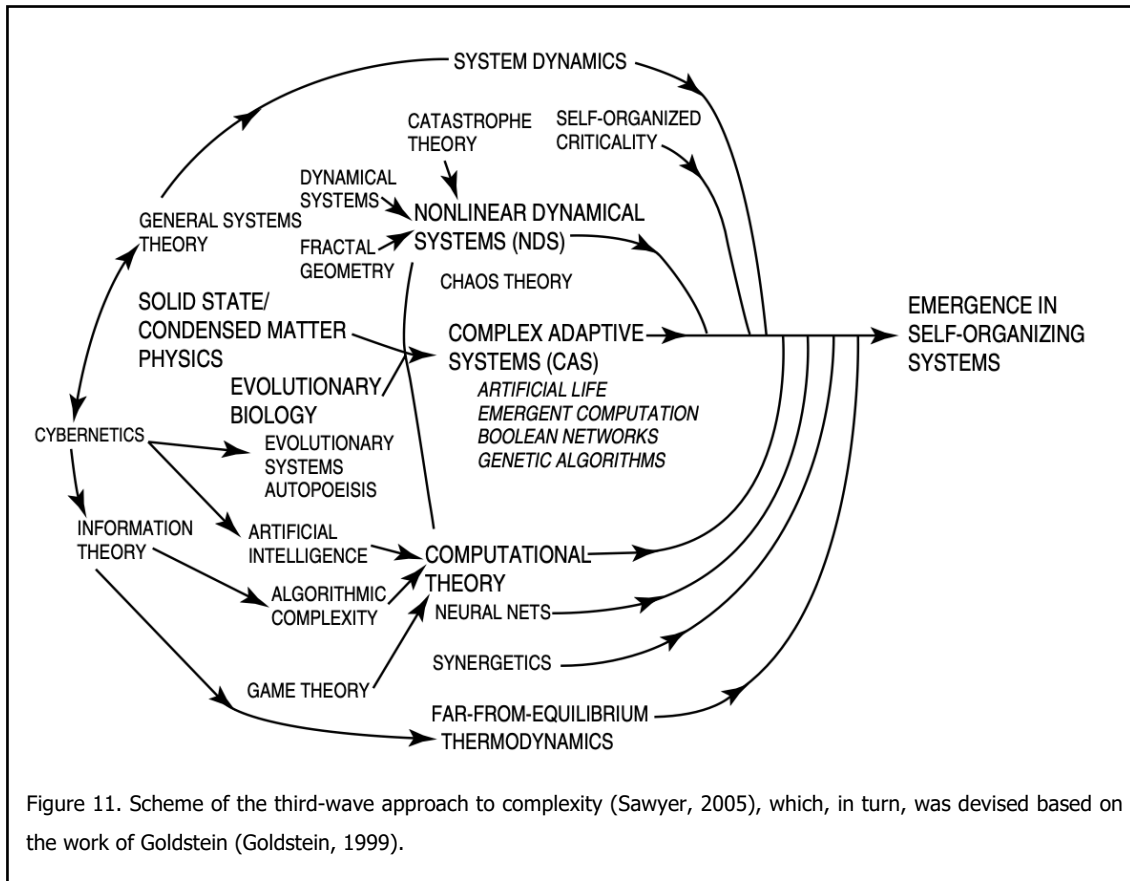 SYSTEM DYNAMICS
CATASTROPHE
THEORY
SELF-ORGANIZED
CRITICALITY
DYNAMICAL
SYSTEMS
GENERAL SYSTEMS
THEORY
NONLINEAR DYNAMICAL
SYSTEMS (NDS)
FRACTAL
GEOMETRY
CHAOS THEORY
SOLID STATE/
CONDENSED MATTER
PHYSICS
COMPLEX ADAPTIVE
SYSTEMS (CAS)
ARTIFICIAL LIFE
EMERGENT COMPUTATION
BOOLEAN NETWORKS
GENETIC ALGORITHMS
EMERGENCE IN
SELF-ORGANIZING
SYSTEMS
EVOLUTIONARY
BIOLOGY
CYBERNETICS
EVOLUTIONARY
SYSTEMS
AUTOPOEISIS
INFORMATION
THEORY
ARTIFICIAL
INTELLIGENCE
COMPUTATIONAL
THEORY
ALGORITHMIC
COMPLEXITY
NEURAL NETS
SYNERGETICS
GAME THEORY
FAR-FROM-EQUILIBRIUM
THERMODYNAMICS
Figure 11. Scheme of the third-wave approach to complexity (Sawyer, 2005), which, in turn, was devised based on
the work of Goldstein (Goldstein, 1999).